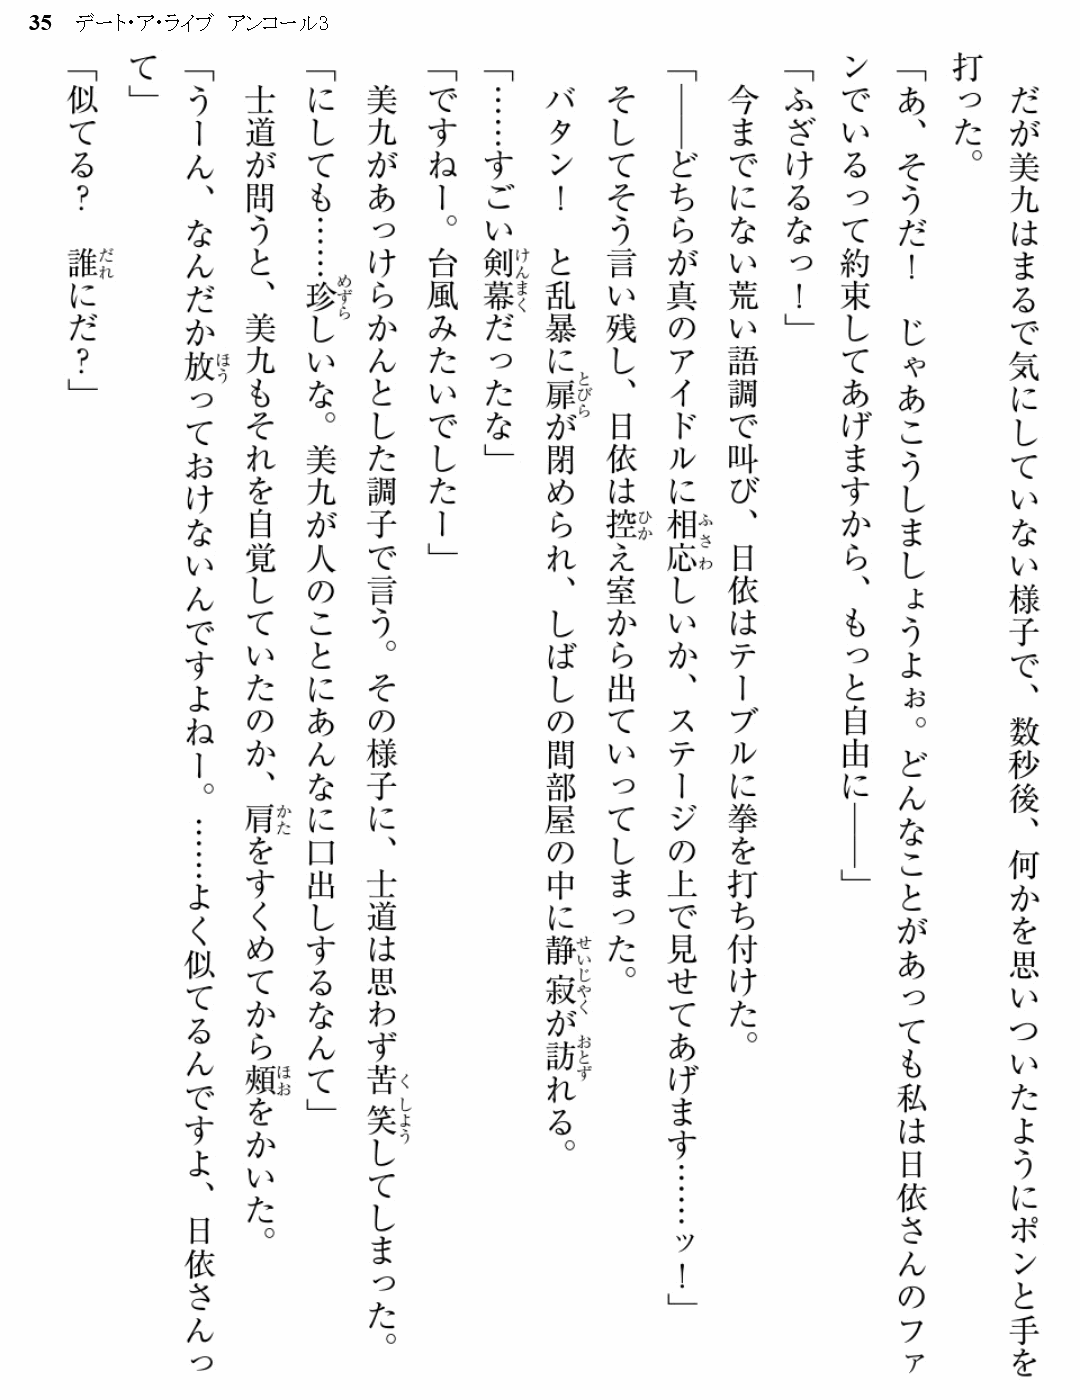 35 デート・ア・ライブ アンコール3
だが美九はまるで気にしていない様子で、数秒後、何かを思いついたようにポンと手を
打った。
「あ、そうだ！　じゃあこうしましょうよぉ。どんなことがあっても私は日依さんのファ
ンでいるって約束してあげますから、もっと自由に――」
「ふざけるなっ！」
今までにない荒い語調で叫び、日依はテーブルに拳を打ち付けた。
「――どちらが真のアイドルに相応しいか、ステージの上で見せてあげます……ッ！」
そしてそう言い残し、日依は控え室から出ていってしまった。
バタン！　と乱暴に扉が閉められ、しばしの間部屋の中に静寂が訪れる。
「……すごい剣幕だったな」
「ですねー。台風みたいでしたー」
美九があっけらかんとした調子で言う。その様子に、士道は思わず苦笑してしまった。
「にしても……珍しいな。美九が人のことにあんなに口出しするなんて」
士道が問うと、美九もそれを自覚していたのか、肩をすくめてから頰をかいた。
「うーん、なんだか放っておけないんですよねー。……よく似てるんですよ、日依さんっ
て」
「似てる？　誰にだ？」